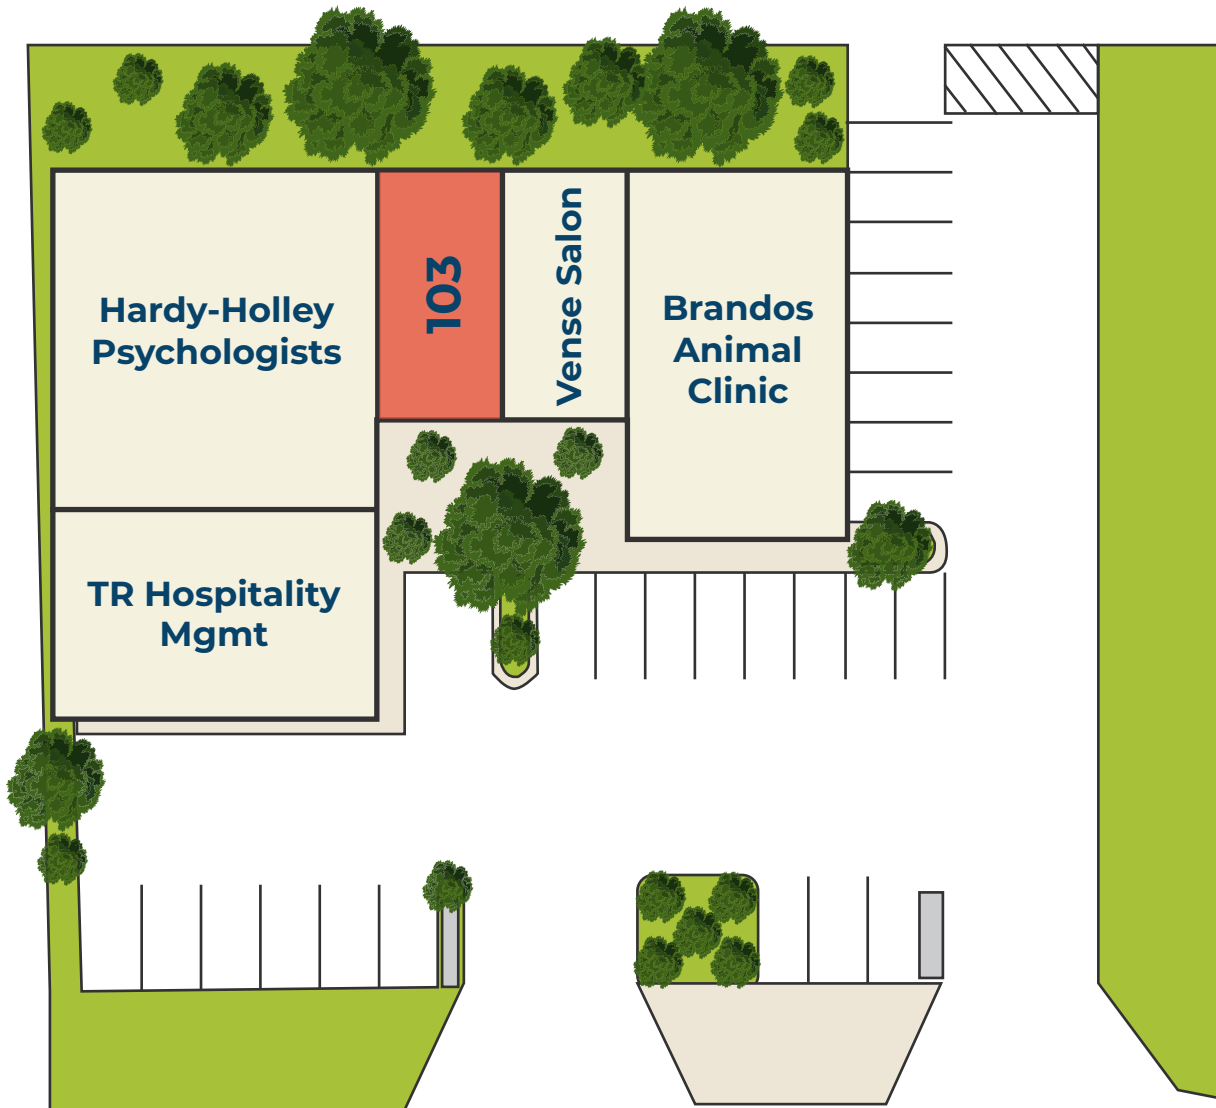 Hardy-Holley
Psychologists
103
Vense Salon
Brandos
Animal
Clinic
TR Hospitality
Mgmt